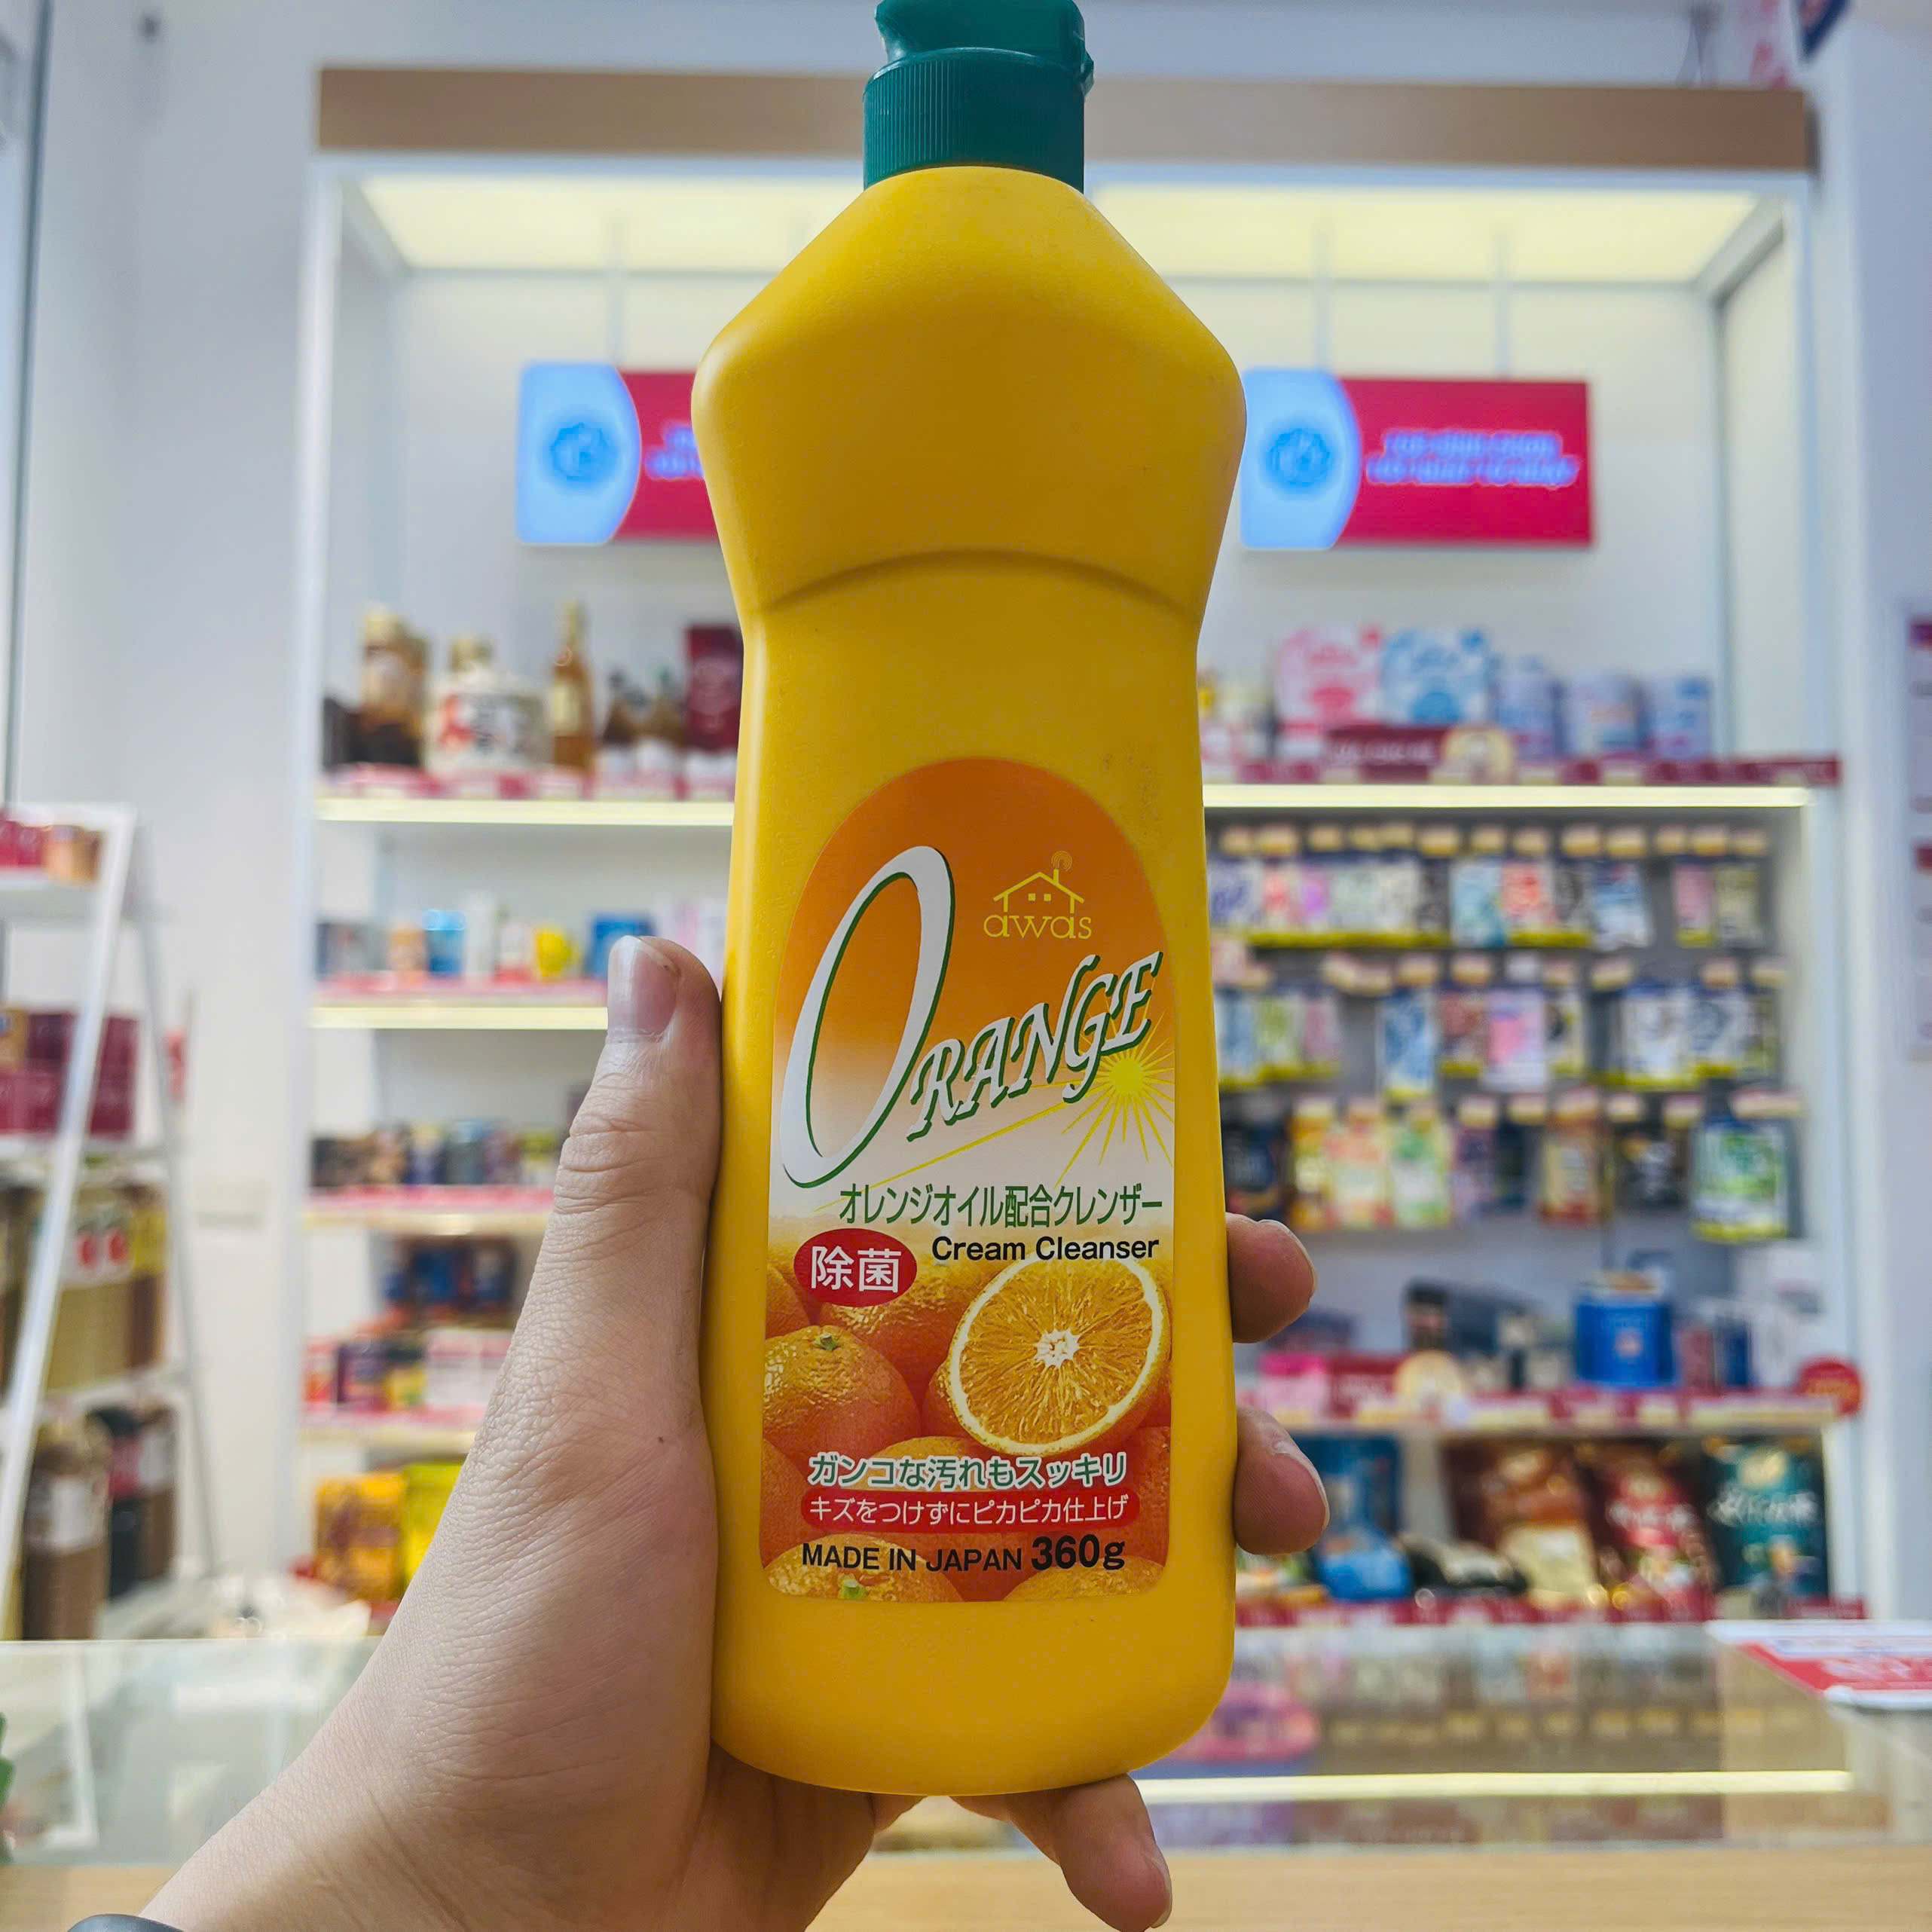 awas
ORANGE
オレンジオイル配合クレンザー
除菌
Cream Cleanser
ガンコな汚れもスッキリ
キズをつけずにピカピカ仕上げ
MADE IN JAPAN 360g